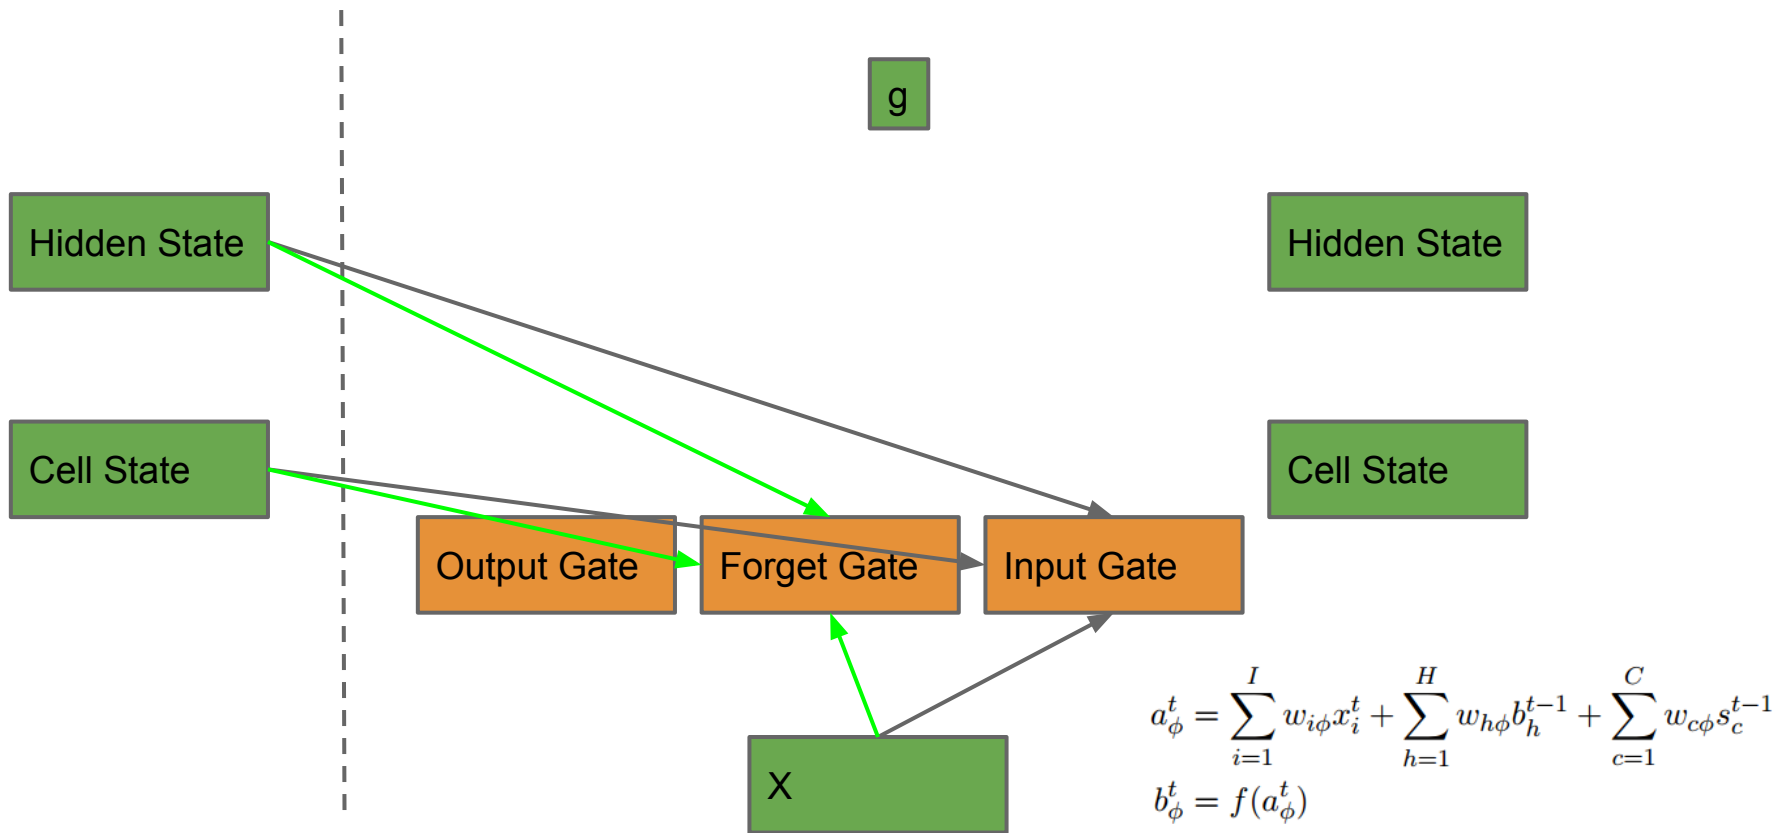 g
Hidden State
Hidden State
Cell State
Cell State
Output Gate
Forget Gate
Input Gate
X
$a_\phi^t = \sum_{i=1}^{I} w_{i\phi} x_i^t + \sum_{h=1}^{H} w_{h\phi} b_h^{t-1} + \sum_{c=1}^{C} w_{c\phi} s_c^{t-1}$
$b_\phi^t = f(a_\phi^t)$